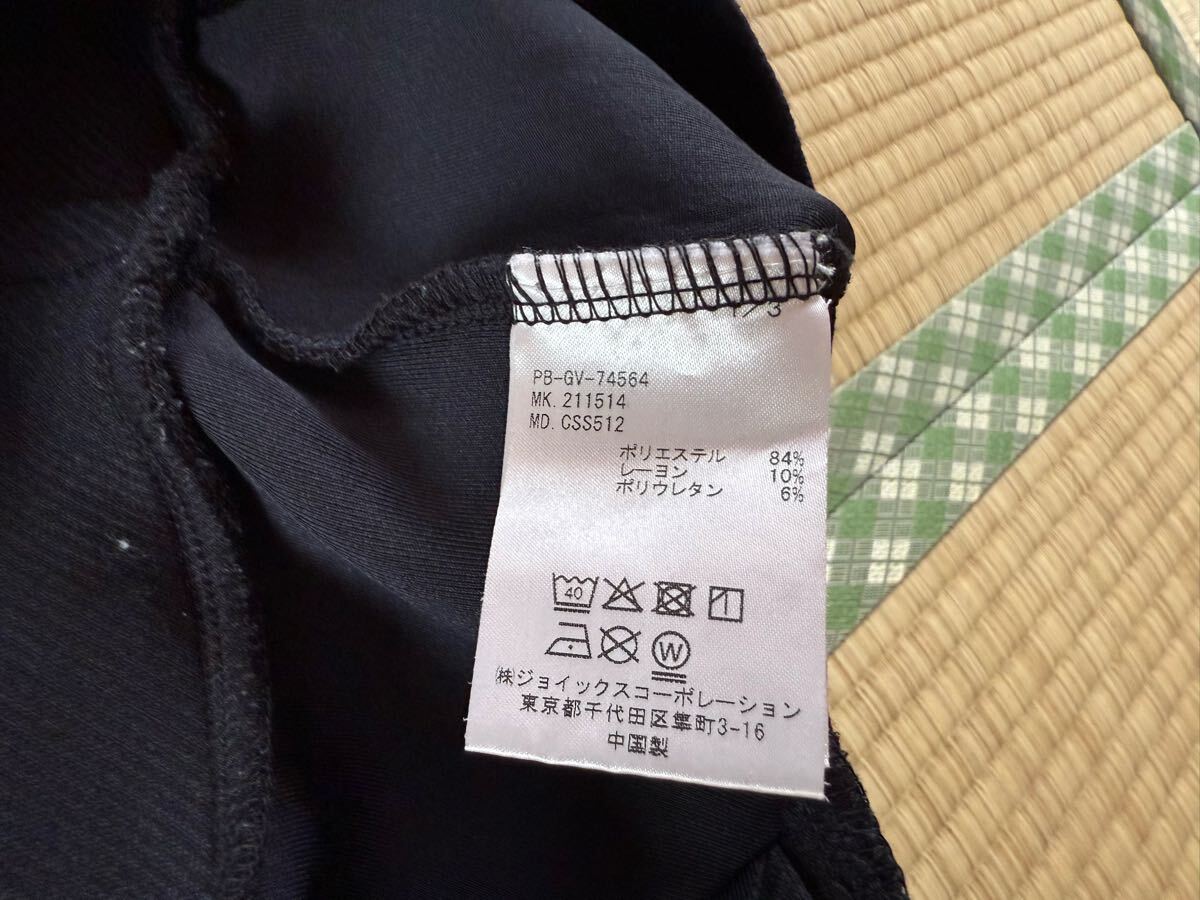 1/3
PB-GV-74564
MK. 211514
MD. CSS512
ポリエステル 84%
レーヨン 10%
ポリウレタン 6%
40
W
㈱ジョイックスコーポレーション
東京都千代田区隼町3-16
中国製